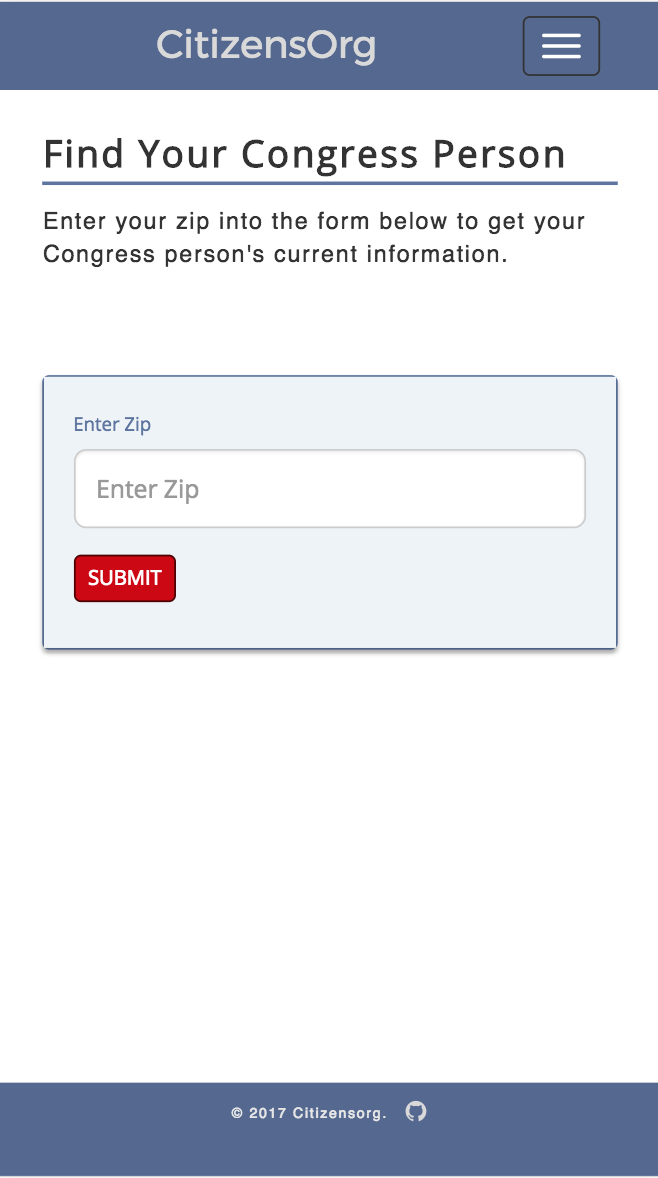 CitizensOrg
Find Your Congress Person
Enter your zip into the form below to get your
Congress person's current information.
Enter Zip
Enter Zip
SUBMIT
© 2017 Citizensorg.